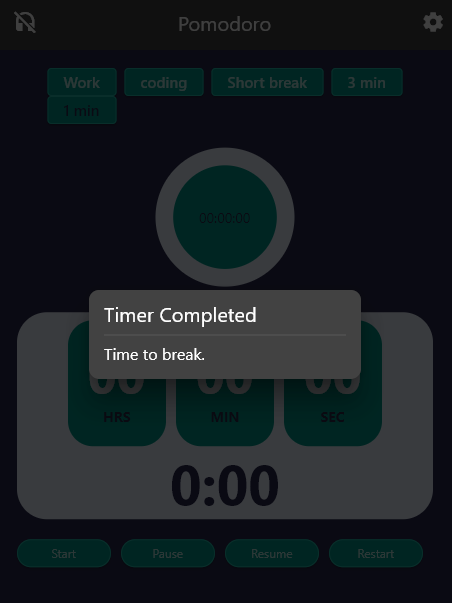 Pomodoro
Work coding Short break 3 min
1 min
00:00:00
Timer Completed
Time to break.
00 00 00
HRS MIN SEC
0:00
Start Pause Resume Restart